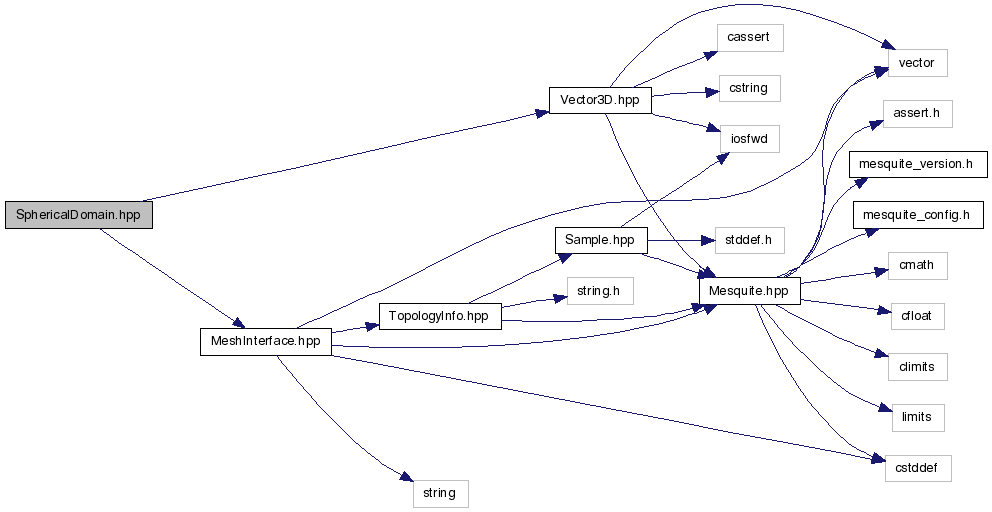 cassert
vector
cstring
Vector3D.hpp
assert.h
iosfwd
mesquite_version.h
SphericalDomain.hpp
mesquite_config.h
Sample.hpp
stddef.h
cmath
string.h
Mesquite.hpp
TopologyInfo.hpp
cfloat
MeshInterface.hpp
climits
limits
cstddef
string